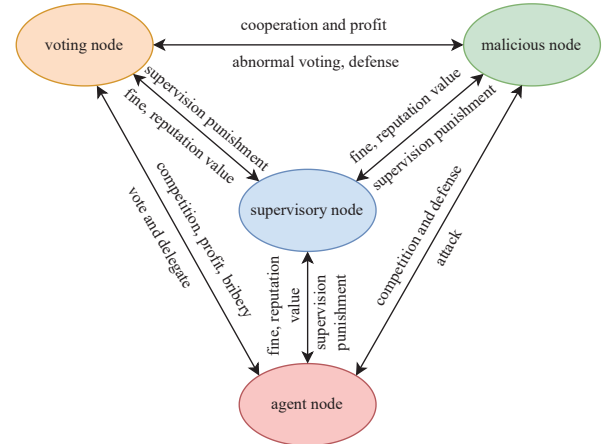 cooperation and profit
voting node
malicious node
abnormal voting, defense
supervision punishment
fine, reputation value
fine, reputation value
supervision punishment
supervisory node
competition, profit, bribery
vote and delegate
fine, reputation
value
supervision
punishment
competition and defense
attack
agent node